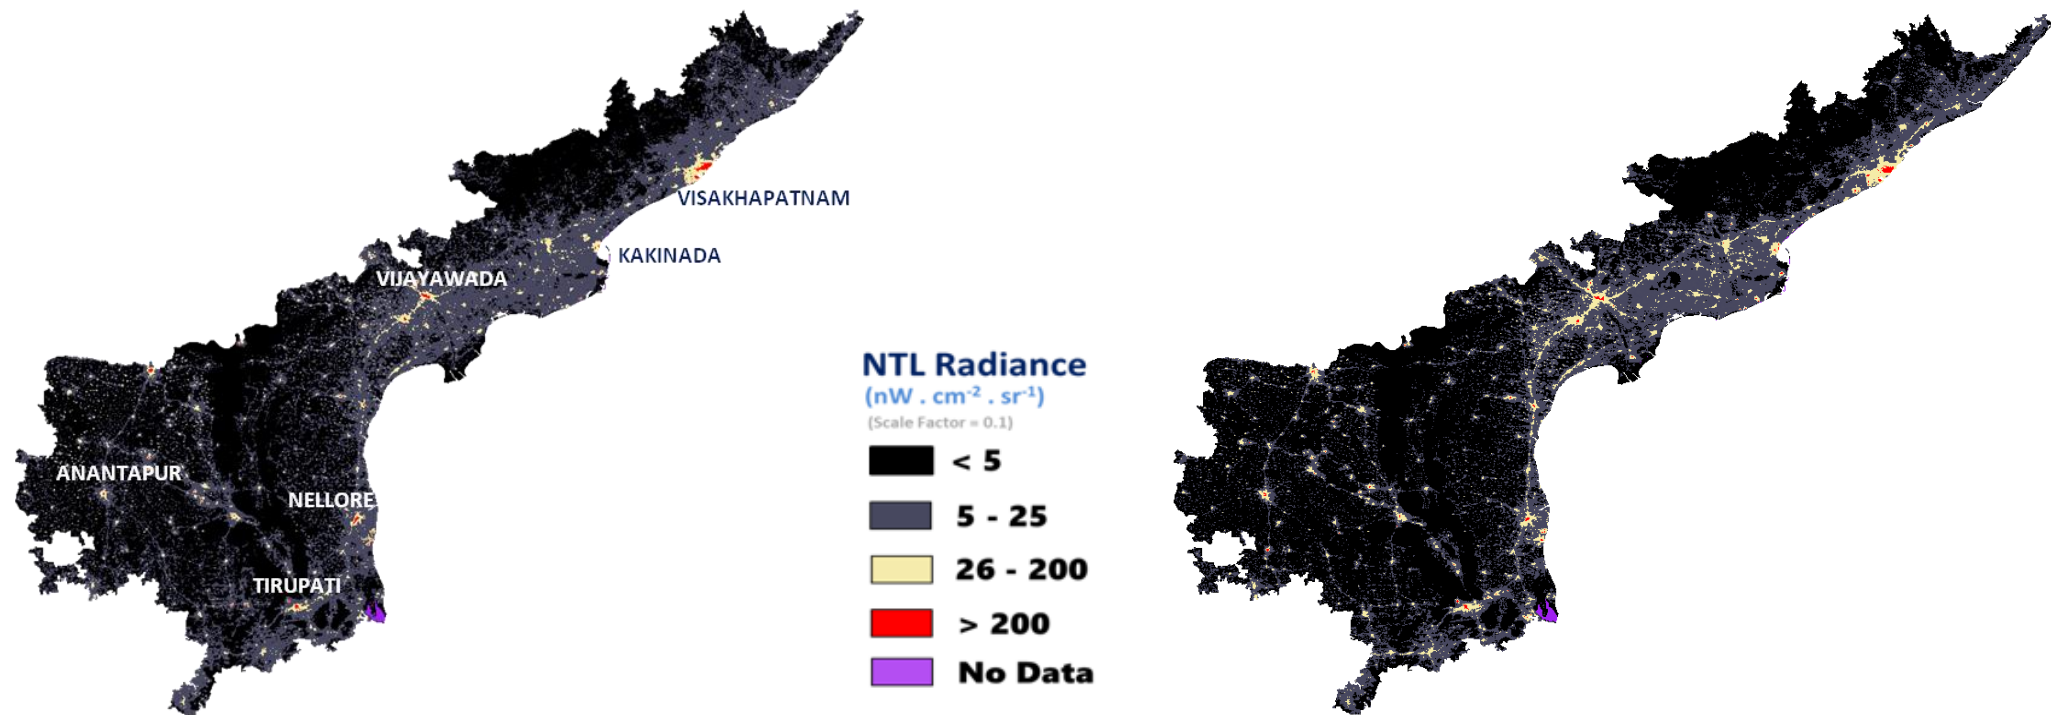 VISAKHAPATNAM
KAKINADA
VIJAYAWADA
ANANTAPUR
NELLORE
TIRUPATI
NTL Radiance
(nW . cm⁻² . sr⁻¹)
(Scale Factor = 0.1)
< 5
5 - 25
26 - 200
> 200
No Data